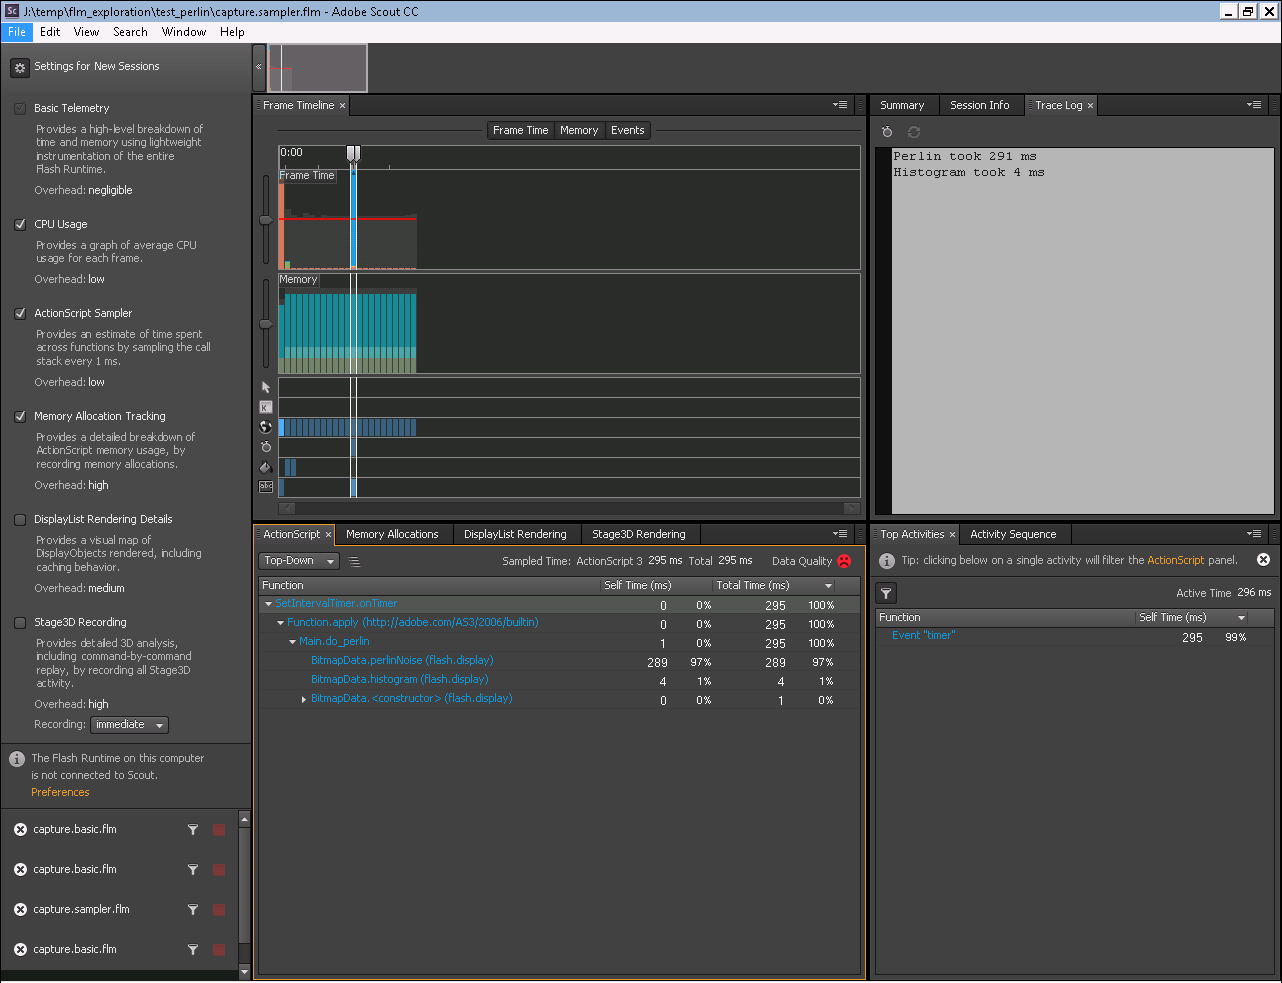 Sc J:\temp\flm_exploration\test_perlin\capture.sampler.flm - Adobe Scout CC
File Edit View Search Window Help
Settings for New Sessions
Basic Telemetry
Provides a high-level breakdown of
time and memory using lightweight
instrumentation of the entire
Flash Runtime.
Overhead: negligible
CPU Usage
Provides a graph of average CPU
usage for each frame.
Overhead: low
ActionScript Sampler
Provides an estimate of time spent
across functions by sampling the call
stack every 1 ms.
Overhead: low
Memory Allocation Tracking
Provides a detailed breakdown of
ActionScript memory usage, by
recording memory allocations.
Overhead: high
DisplayList Rendering Details
Provides a visual map of
DisplayObjects rendered, including
caching behavior.
Overhead: medium
Stage3D Recording
Provides detailed 3D analysis,
including command-by-command
replay, by recording all Stage3D
activity.
Overhead: high
Recording: immediate
The Flash Runtime on this computer
is not connected to Scout.
Preferences
capture.basic.flm
capture.basic.flm
capture.sampler.flm
capture.basic.flm
«
Frame Timeline ×
Frame Time Memory Events
0:00
Frame Time
Memory
K
abc
Summary Session Info Trace Log ×
Perlin took 291 ms
Histogram took 4 ms
ActionScript × Memory Allocations DisplayList Rendering Stage3D Rendering
Top-Down Sampled Time: ActionScript 3 295 ms Total 295 ms Data Quality
Function Self Time (ms) Total Time (ms)
SetIntervalTimer.onTimer 0 0% 295 100%
Function.apply (http://adobe.com/AS3/2006/builtin) 0 0% 295 100%
Main.do_perlin 1 0% 295 100%
BitmapData.perlinNoise (flash.display) 289 97% 289 97%
BitmapData.histogram (flash.display) 4 1% 4 1%
BitmapData.<constructor> (flash.display) 0 0% 1 0%
Top Activities × Activity Sequence
Tip: clicking below on a single activity will filter the ActionScript panel.
Active Time 296 ms
Function Self Time (ms)
Event "timer" 295 99%